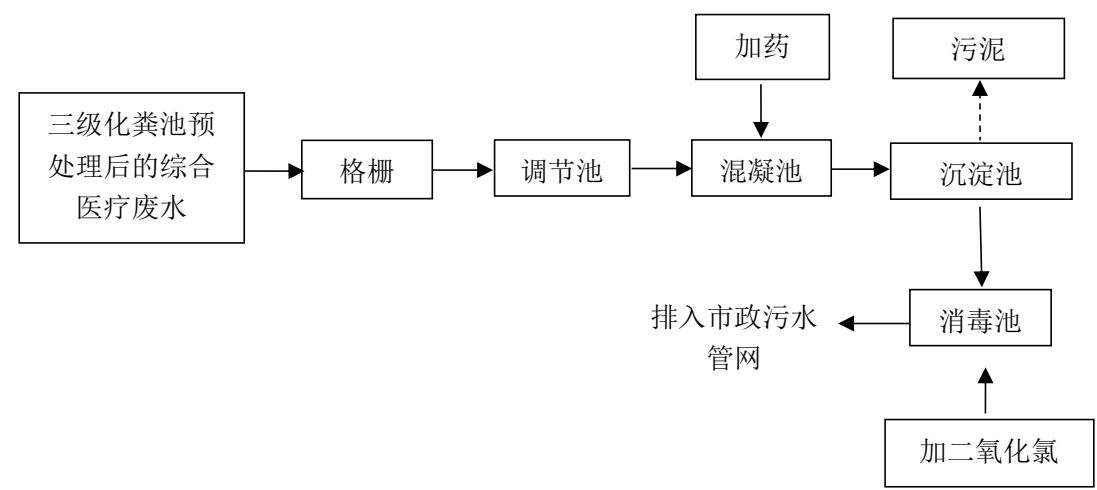 加药
污泥
三级化粪池预
处理后的综合
医疗废水
格栅
调节池
混凝池
沉淀池
排入市政污水
管网
消毒池
加二氧化氯